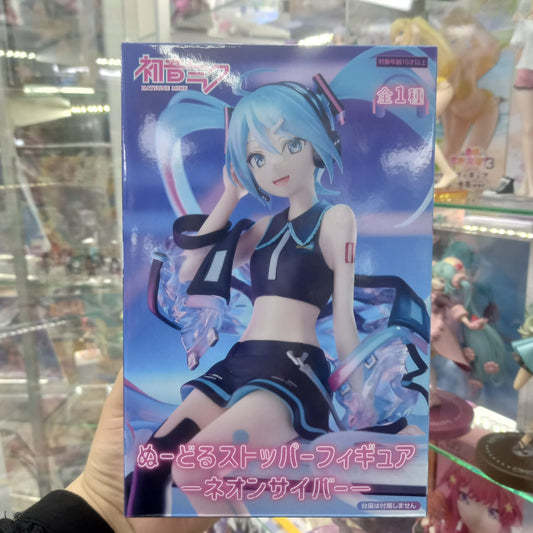 対象年齢15才以上
初音ミク
HATSUNE MIKU
全1種
ぬーどるストッパーフィギュア
ーネオンサイバーー
台座は付属しません